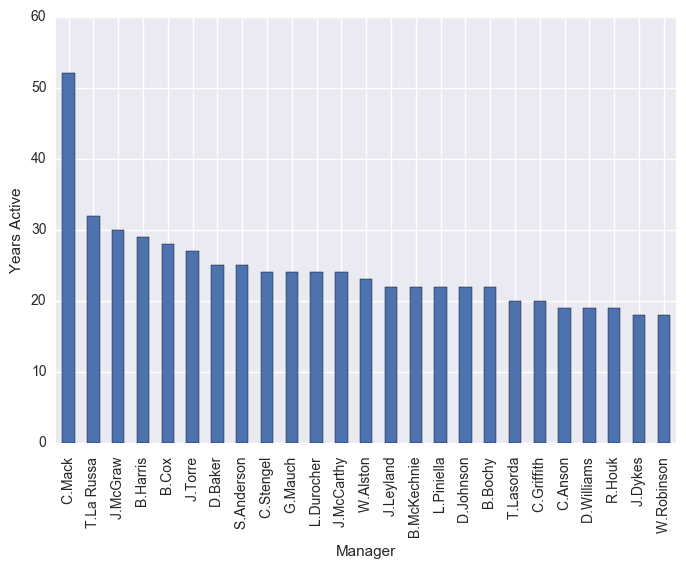 60
50
40
30
20
10
0
Years Active
C.Mack
T.La Russa
J.McGraw
B.Harris
B.Cox
J.Torre
D.Baker
S.Anderson
C.Stengel
G.Mauch
L.Durocher
J.McCarthy
W.Alston
J.Leyland
B.McKechnie
L.Piniella
D.Johnson
B.Bochy
T.Lasorda
C.Griffith
C.Anson
D.Williams
R.Houk
J.Dykes
W.Robinson
Manager